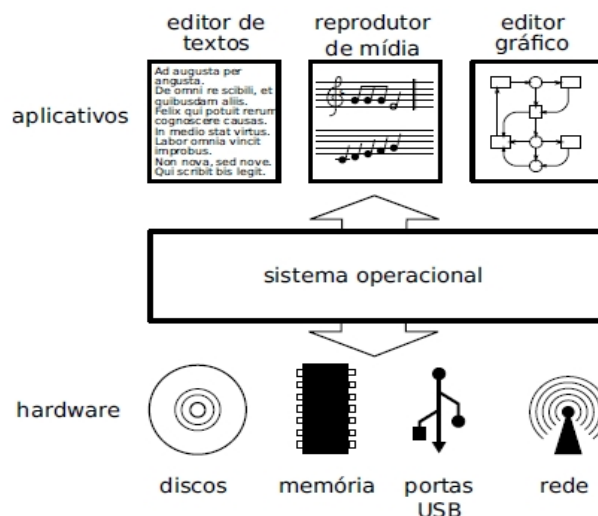 editor de
textos
reprodutor
de mídia
editor
gráfico
aplicativos
Ad augusta per
angusta.
De omni re scibili, et
quibusdam aliis.
Felix qui potuit rerum
cognoscere causas.
In medio stat virtus.
Labor omnia vincit
improbus.
Non nova, sed nove.
Qui scribit bis legit.
sistema operacional
hardware
discos
memória
portas
USB
rede